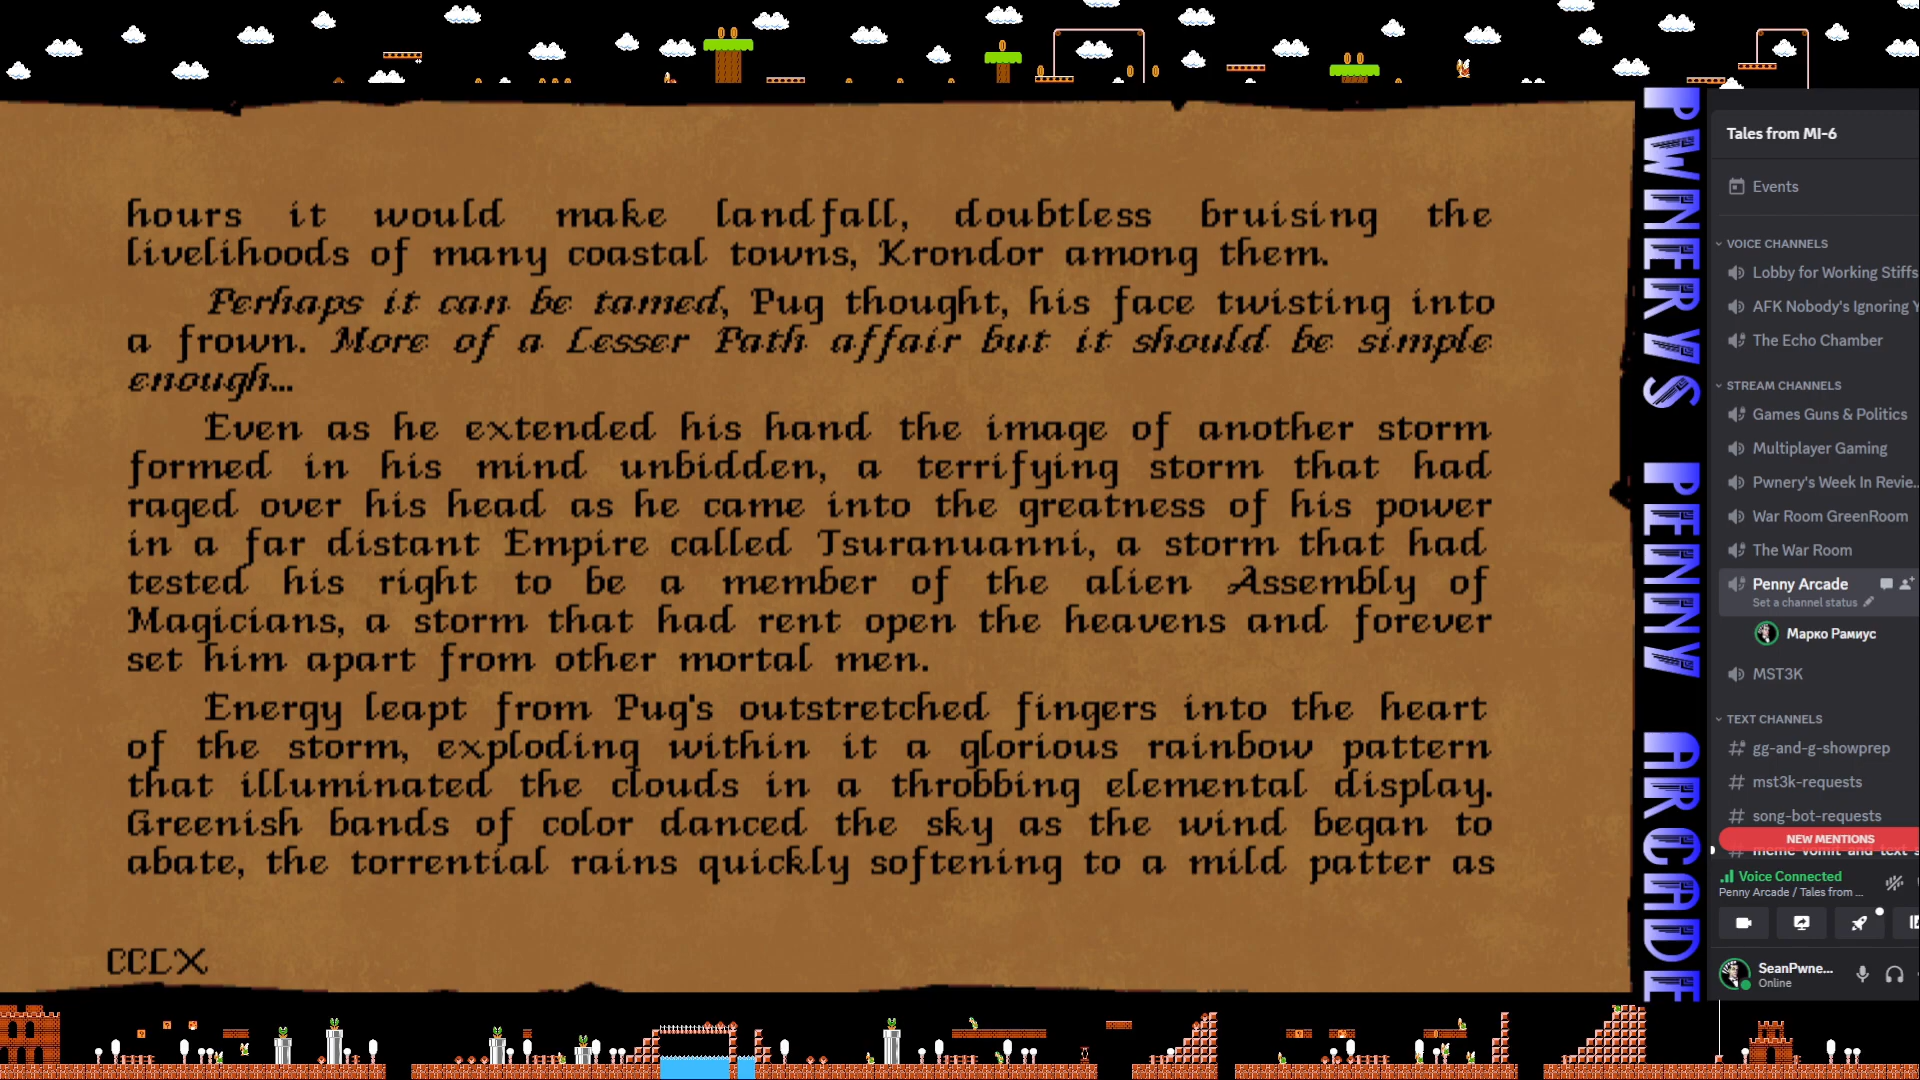 hours it would make landfall, doubtless bruising the
livelihoods of many coastal towns, Krondor among them.
Perhaps it can be tamed, Pug thought, his face twisting into
a frown. More of a Lesser Path affair but it should be simple
enough...
Even as he extended his hand the image of another storm
formed in his mind unbidden, a terrifying storm that had
raged over his head as he came into the greatness of his power
in a far distant Empire called Tsuranuanni, a storm that had
tested his right to be a member of the alien Assembly of
Magicians, a storm that had rent open the heavens and forever
set him apart from other mortal men.
Energy leapt from Pug's outstretched fingers into the heart
of the storm, exploding within it a glorious rainbow pattern
that illuminated the clouds in a throbbing elemental display.
Greenish bands of color danced the sky as the wind began to
abate, the torrential rains quickly softening to a mild patter as
CCLX
PWNERY'S PENNY ARCADE
Tales from MI-6
Events
VOICE CHANNELS
Lobby for Working Stiffs
AFK Nobody's Ignoring Y
The Echo Chamber
STREAM CHANNELS
Games Guns & Politics
Multiplayer Gaming
Pwnery's Week In Revie...
War Room GreenRoom
The War Room
Penny Arcade
Set a channel status
Марко Рамиус
MST3K
TEXT CHANNELS
gg-and-g-showprep
mst3k-requests
song-bot-requests
NEW MENTIONS
Voice Connected
Penny Arcade / Tales from ...
SeanPwne...
Online